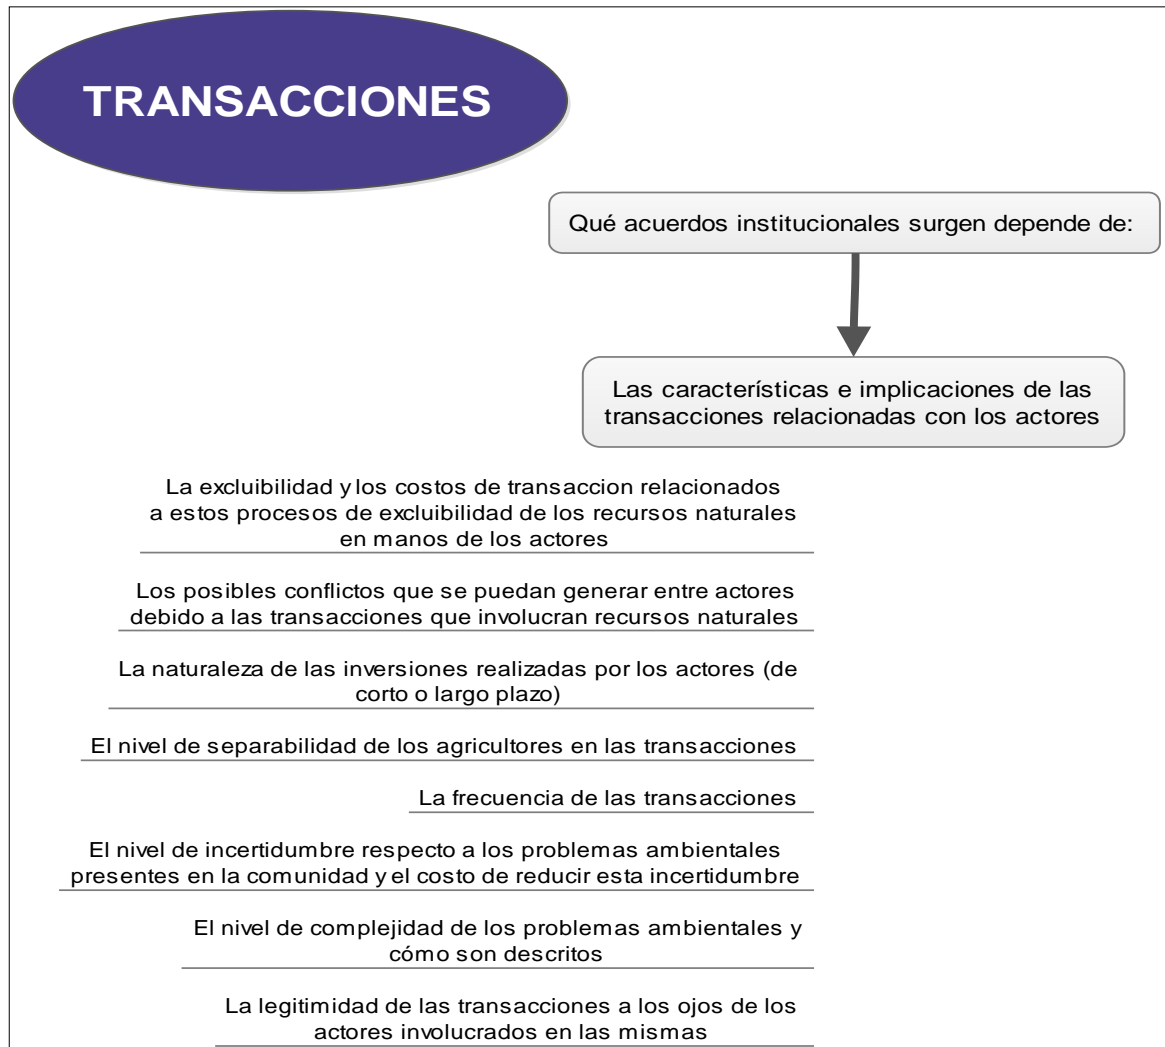 TRANSACCIONES
Qué acuerdos institucionales surgen depende de:
Las características e implicaciones de las
transacciones relacionadas con los actores
La excluibilidad y los costos de transaccion relacionados
a estos procesos de excluibilidad de los recursos naturales
en manos de los actores
Los posibles conflictos que se puedan generar entre actores
debido a las transacciones que involucran recursos naturales
La naturaleza de las inversiones realizadas por los actores (de
corto o largo plazo)
El nivel de separabilidad de los agricultores en las transacciones
La frecuencia de las transacciones
El nivel de incertidumbre respecto a los problemas ambientales
presentes en la comunidad y el costo de reducir esta incertidumbre
El nivel de complejidad de los problemas ambientales y
cómo son descritos
La legitimidad de las transacciones a los ojos de los
actores involucrados en las mismas